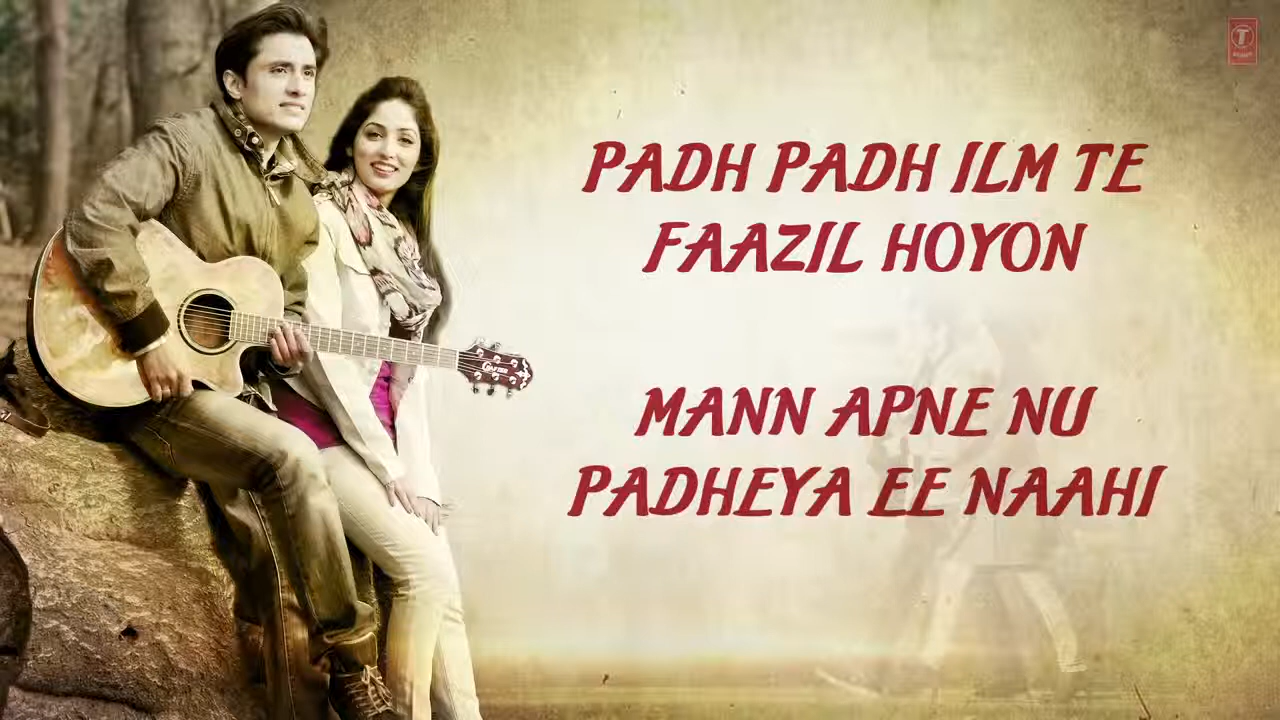 PADH PADH ILM TE
FAAZIL HOYON
MANN APNE NU
PADHEYA EE NAAHI